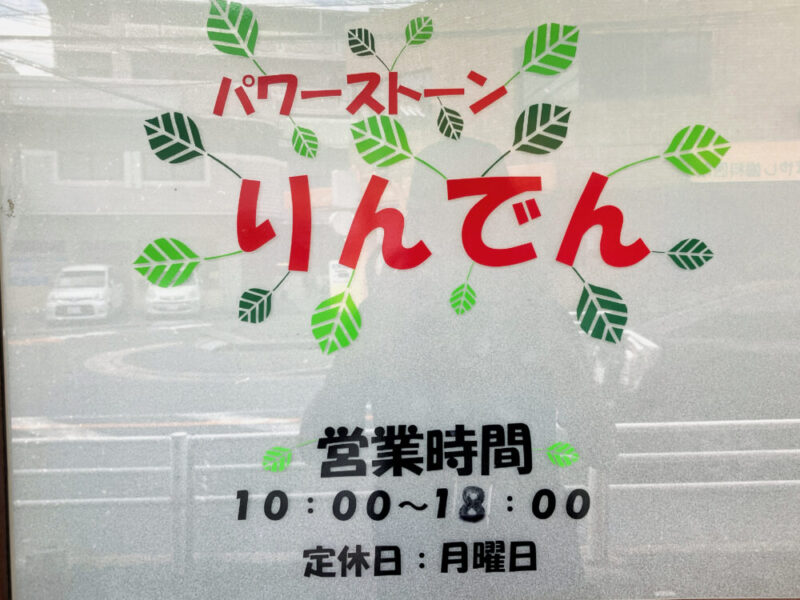 パワーストーン
りんでん
営業時間
10：00～18：00
定休日：月曜日